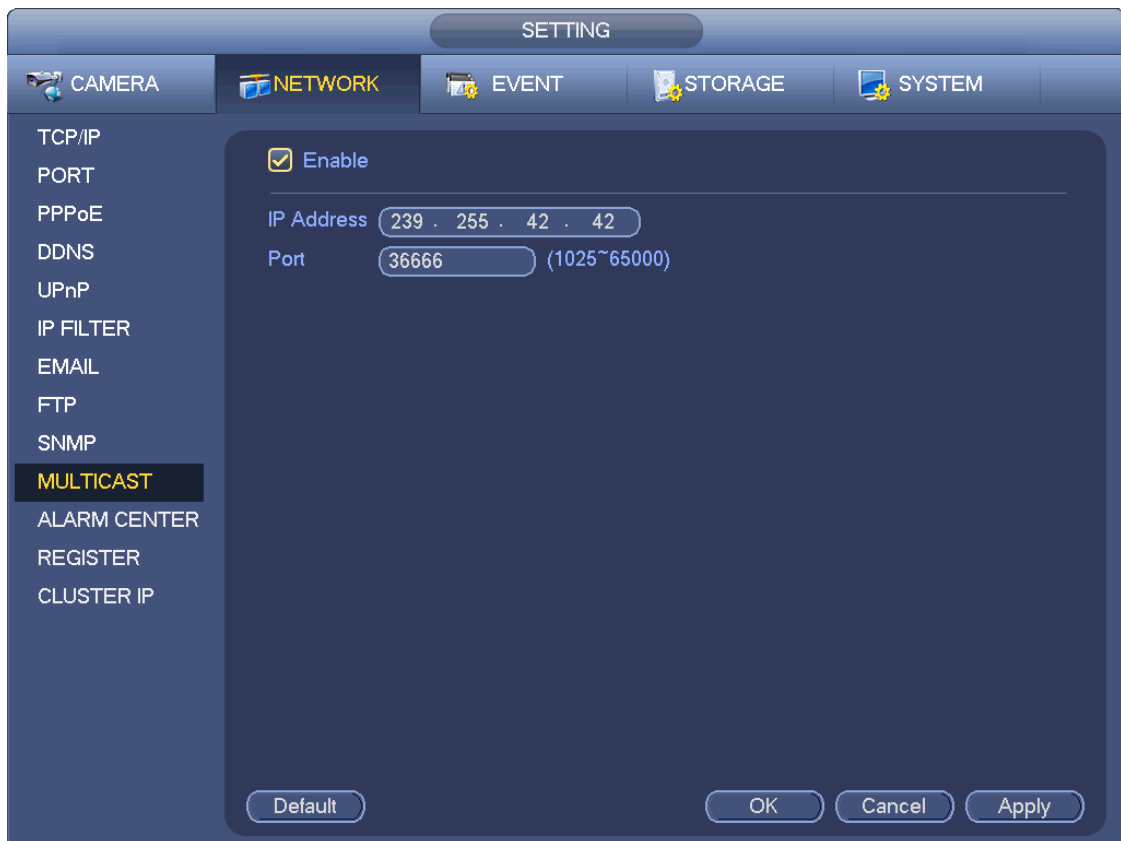 SETTING
CAMERA NETWORK EVENT STORAGE SYSTEM
TCP/IP
PORT
PPPoE
DDNS
UPnP
IP FILTER
EMAIL
FTP
SNMP
MULTICAST
ALARM CENTER
REGISTER
CLUSTER IP
Enable
IP Address 239 . 255 . 42 . 42
Port 36666 (1025~65000)
Default OK Cancel Apply